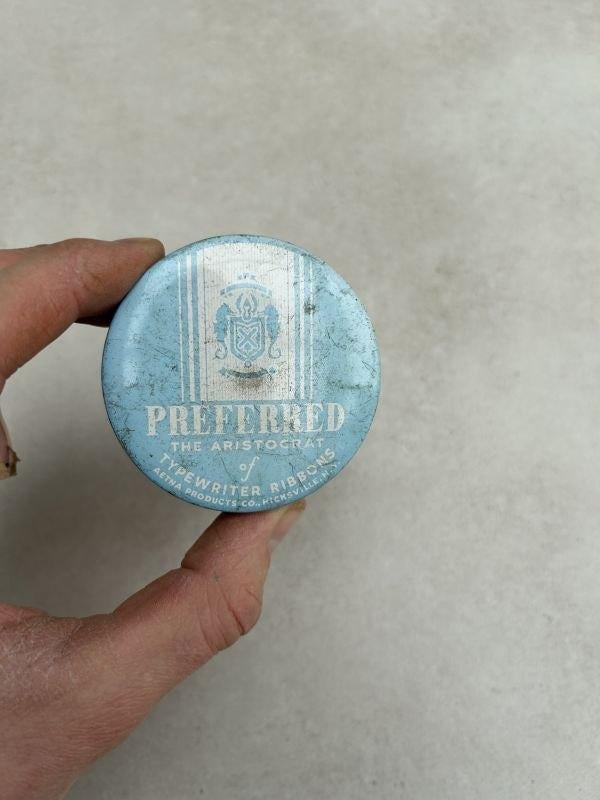 PREFERRED
THE ARISTOCRAT
of
TYPEWRITER RIBBONS
AETNA PRODUCTS CO., HICKSVILLE, N.Y.